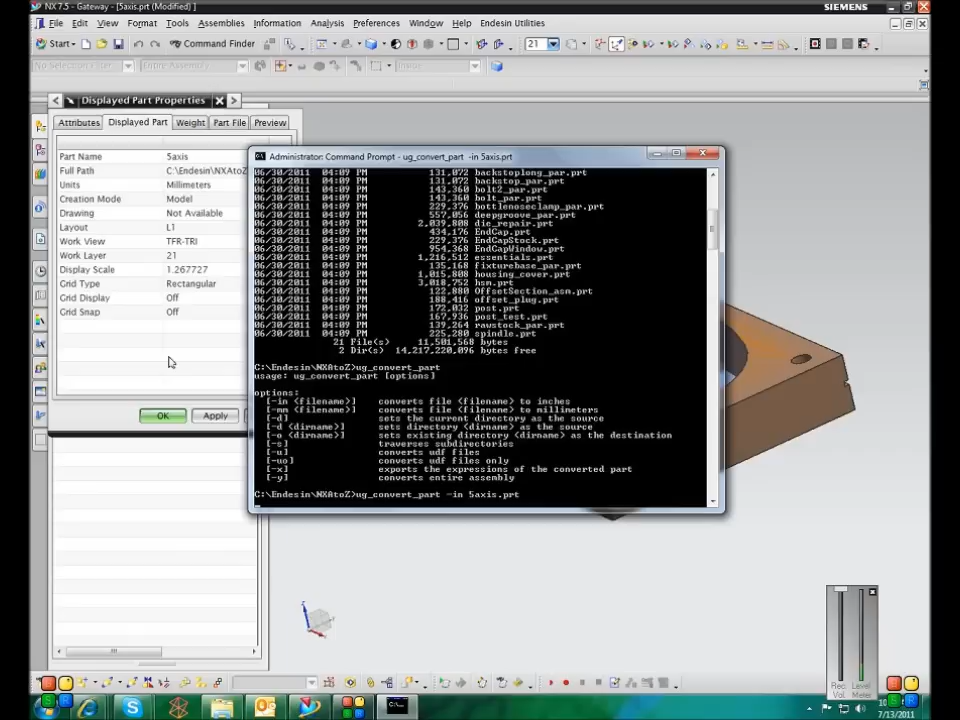 NX 7.5 - Gateway - [5axis.prt (Modified) ]
SIEMENS
File Edit View Format Tools Assemblies Information Analysis Preferences Window Help Endesin Utilities
Start Command Finder 21
No Selection Filter Entire Assembly Inside
Displayed Part Properties
Attributes Displayed Part Weight Part File Preview
Part Name 5axis
Full Path C:\Endesin\NXAtoZ
Units Millimeters
Creation Mode Model
Drawing Not Available
Layout L1
Work View TFR-TRI
Work Layer 21
Display Scale 1.267727
Grid Type Rectangular
Grid Display Off
Grid Snap Off
OK Apply
Administrator: Command Prompt - ug_convert_part -in 5axis.prt
06/30/2011 04:09 PM 131,072 backstoplong_par.prt
06/30/2011 04:09 PM 131,072 backstop_par.prt
06/30/2011 04:09 PM 143,360 bolt2_par.prt
06/30/2011 04:09 PM 143,360 bolt_par.prt
06/30/2011 04:09 PM 229,376 bottlenoseclamp_par.prt
06/30/2011 04:09 PM 557,056 deepgroove_par.prt
06/30/2011 04:09 PM 2,039,808 die_repair.prt
06/30/2011 04:09 PM 434,176 EndCap.prt
06/30/2011 04:09 PM 229,376 EndCapStock.prt
06/30/2011 04:09 PM 954,368 EndCapWindow.prt
06/30/2011 04:09 PM 1,216,512 essentials.prt
06/30/2011 04:09 PM 135,168 fixturebase_par.prt
06/30/2011 04:09 PM 1,015,808 housing_cover.prt
06/30/2011 04:09 PM 3,018,752 hsm.prt
06/30/2011 04:09 PM 122,880 OffsetSection_asm.prt
06/30/2011 04:09 PM 188,416 offset_plug.prt
06/30/2011 04:09 PM 172,032 post.prt
06/30/2011 04:09 PM 167,936 post_test.prt
06/30/2011 04:09 PM 139,264 rawstock_par.prt
06/30/2011 04:09 PM 225,280 spindle.prt
21 File(s) 11,501,568 bytes
2 Dir(s) 14,217,220,096 bytes free
C:\Endesin\NXAtoZ>ug_convert_part
usage: ug_convert_part [options]
options:
[-in <filename>] converts file <filename> to inches
[-mm <filename>] converts file <filename> to millimeters
[-d] sets the current directory as the source
[-d <dirname>] sets directory <dirname> as the source
[-o <dirname>] sets existing directory <dirname> as the destination
[-s] traverses subdirectories
[-u] converts udf files
[-uo] converts udf files only
[-x] exports the expressions of the converted part
[-y] converts entire assembly
C:\Endesin\NXAtoZ>ug_convert_part -in 5axis.prt
Rec Level
Vol Meter
7/13/2011